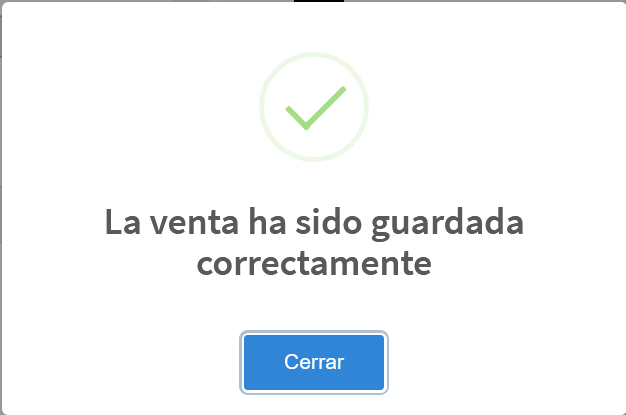 La venta ha sido guardada
correctamente
Cerrar